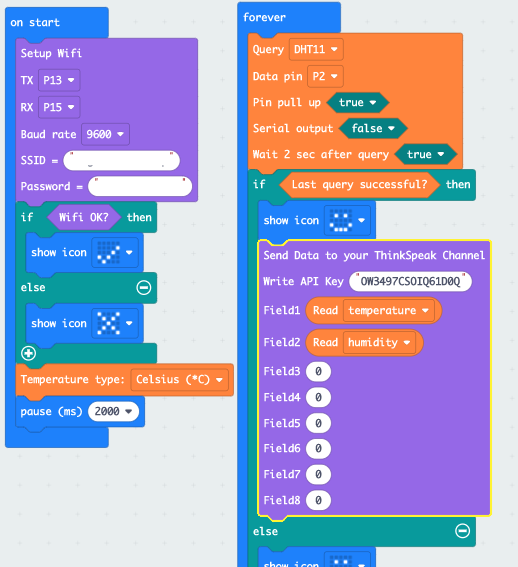 on start
Setup Wifi
TX P13
RX P15
Baud rate 9600
SSID = " "
Password = " "
if Wifi OK? then
show icon
else
show icon
Temperature type: Celsius (*C)
pause (ms) 2000
forever
Query DHT11
Data pin P2
Pin pull up true
Serial output false
Wait 2 sec after query true
if Last query successful? then
show icon
Send Data to your ThinkSpeak Channel
Write API Key "OW3497CSOIQ61D0Q"
Field1 Read temperature
Field2 Read humidity
Field3 0
Field4 0
Field5 0
Field6 0
Field7 0
Field8 0
else
show icon